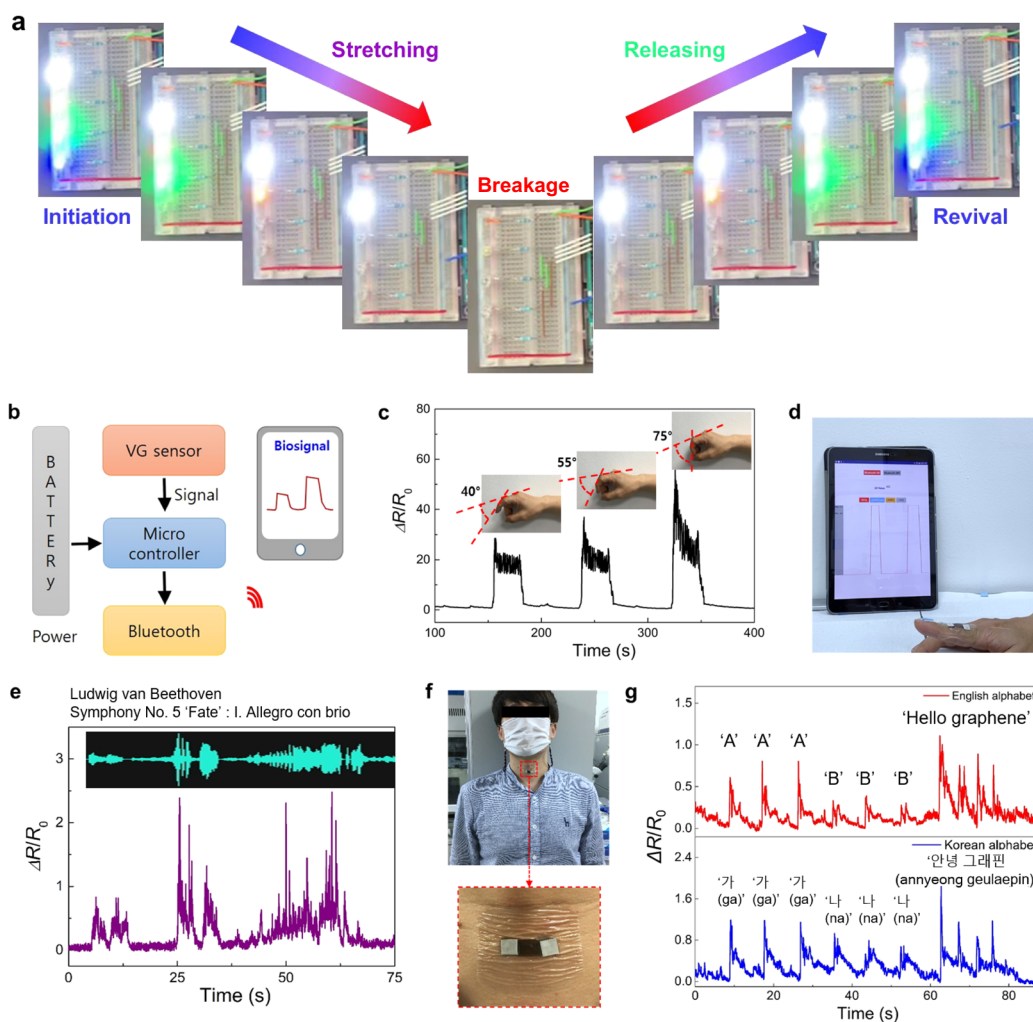 a
Stretching
Releasing
Initiation
Breakage
Revival
b
BATTERy
Power
VG sensor
Signal
Micro
controller
Bluetooth
Biosignal
c
ΔR/R0
80
60
40
20
0
100
200
300
400
Time (s)
40°
55°
75°
d
SAMSUNG
e
Ludwig van Beethoven
Symphony No. 5 'Fate' : I. Allegro con brio
ΔR/R0
3
2
1
0
0
25
50
75
Time (s)
f
g
ΔR/R0
1.5
1.0
0.5
0.0
English alphabet
'Hello graphene'
'A' 'A' 'A'
'B' 'B' 'B'
2.4
1.6
0.8
0.0
Korean alphabe
'안녕 그래핀'
(annyeong geulaepin)
'가 '가 '가 '나 '나 '나
(ga)' (ga)' (ga)' (na)' (na)' (na)'
0 20 40 60 80
Time (s)